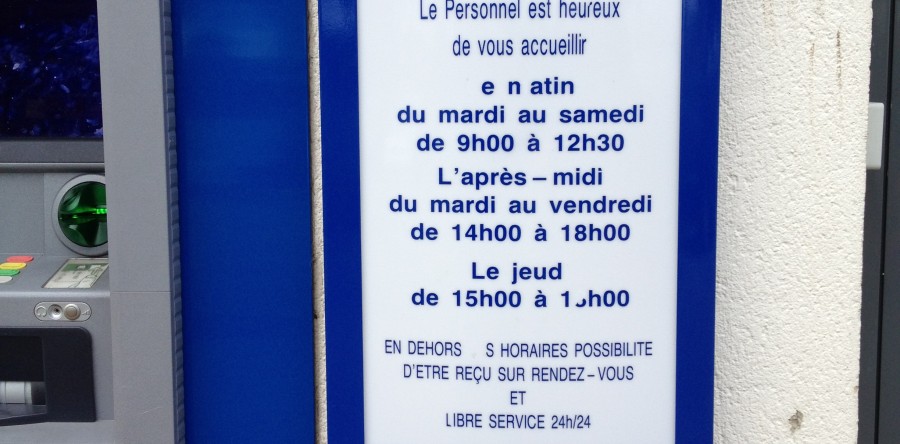 Le Personnel est heureux
de vous accueillir
e n atin
du mardi au samedi
de 9h00 à 12h30
L'après – midi
du mardi au vendredi
de 14h00 à 18h00
Le jeud
de 15h00 à
EN DEHORS S HORAIRES POSSIBILITE
D'ETRE REÇU SUR RENDEZ – VOUS
ET
LIBRE SERVICE 24h/24